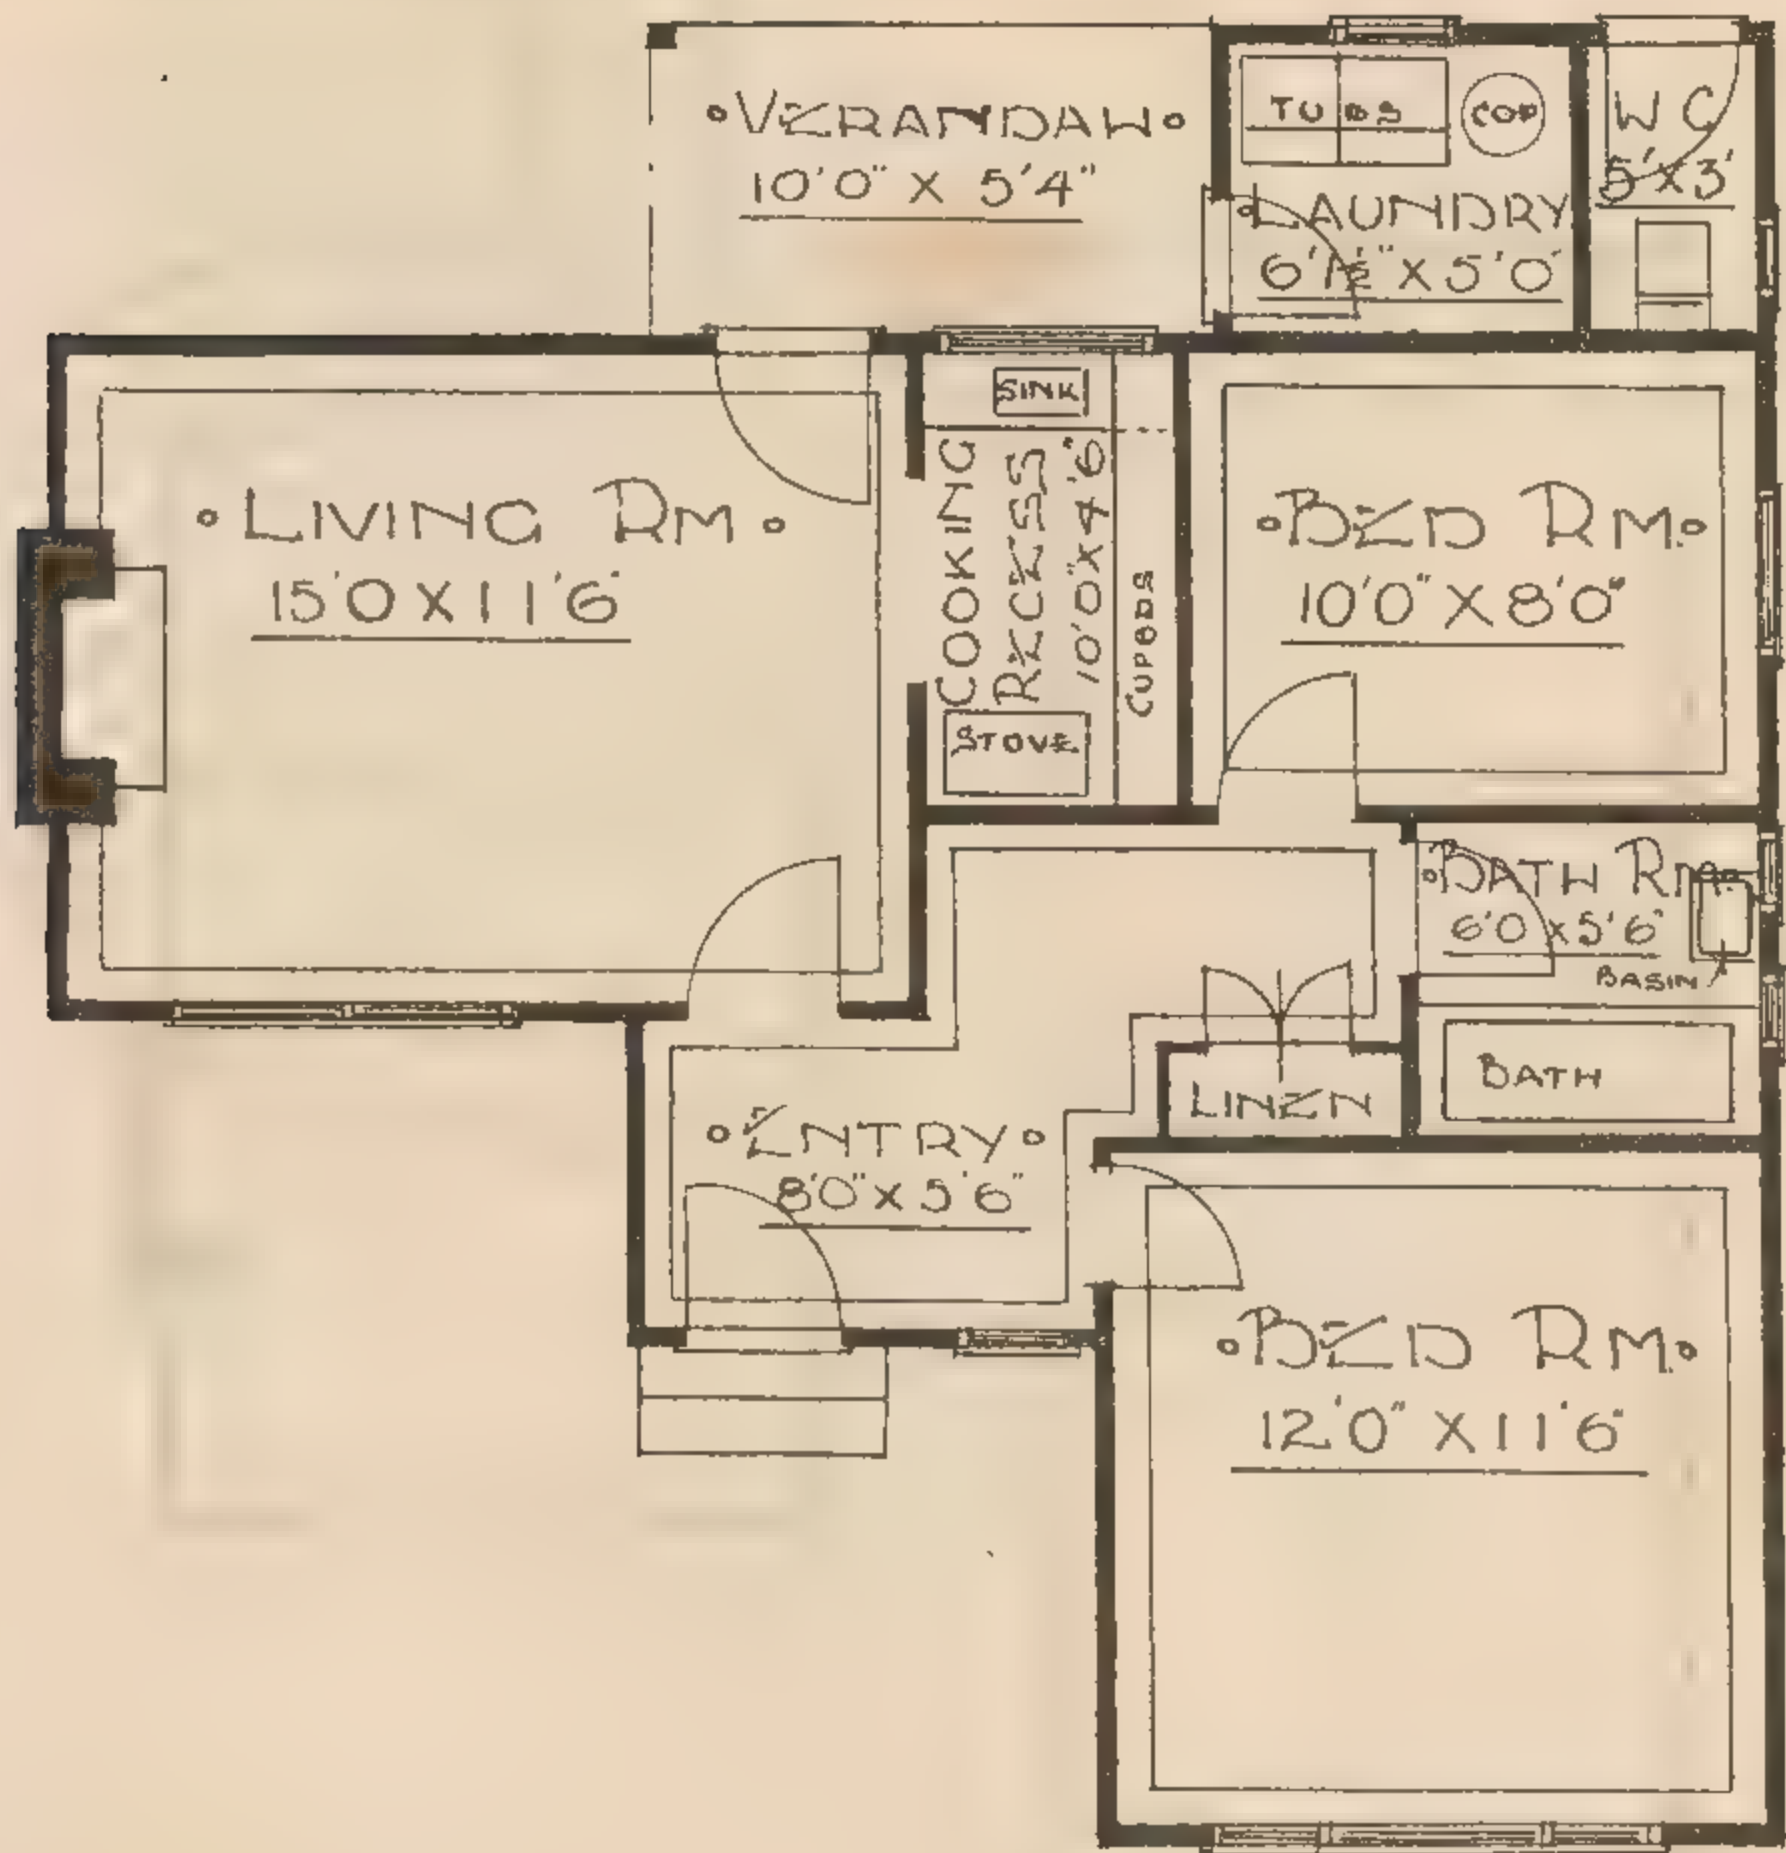 VERANDAH
10'0" X 5'4"
TUBS
COP
WC
5'X3'
LAUNDRY
6'1½" X 5'0"
LIVING RM
15'0 X 11'6"
SINK
COOKING
RECESS
10'0"X4'6
CUPBDS
STOVE
BED RM.
10'0" X 8'0"
BATH RM.
6'0 X 5'6"
BASIN
BATH
LINEN
ENTRY
8'0" X 5'6"
BED RM.
12'0" X 11'6"